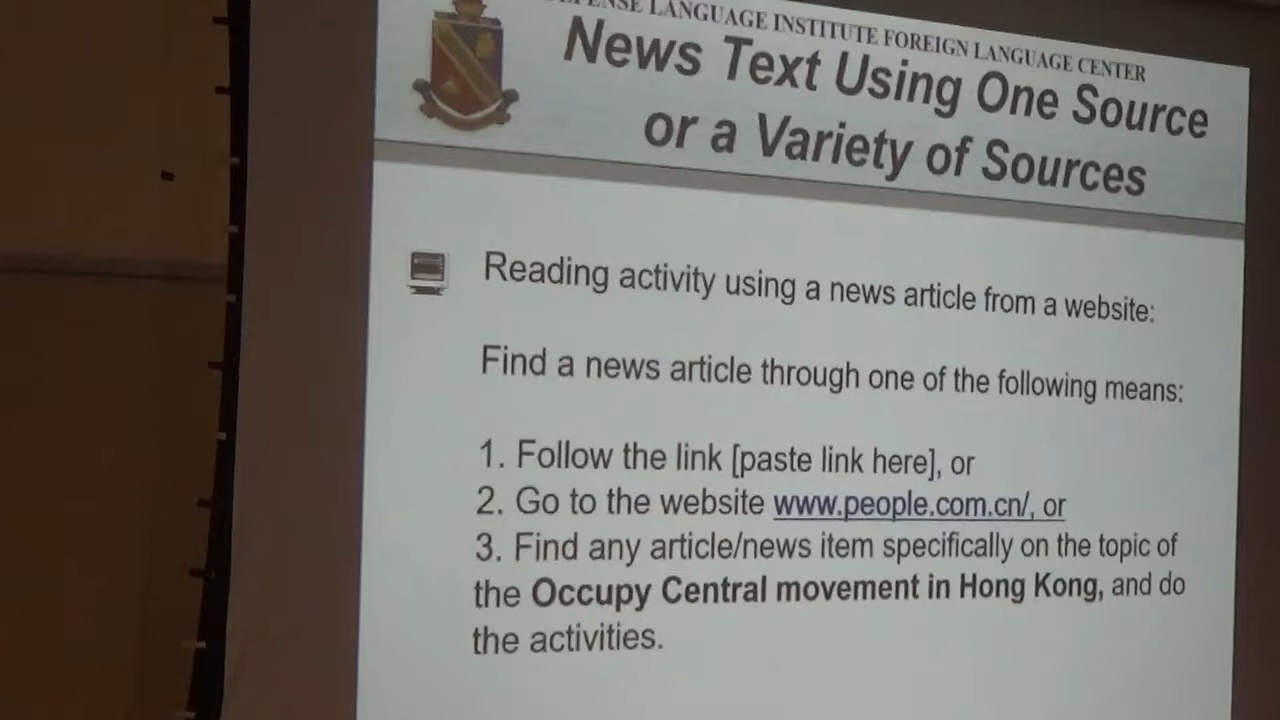 DEFENSE LANGUAGE INSTITUTE FOREIGN LANGUAGE CENTER
News Text Using One Source
or a Variety of Sources
Reading activity using a news article from a website:
Find a news article through one of the following means:
1. Follow the link [paste link here], or
2. Go to the website www.people.com.cn/, or
3. Find any article/news item specifically on the topic of
the Occupy Central movement in Hong Kong, and do
the activities.